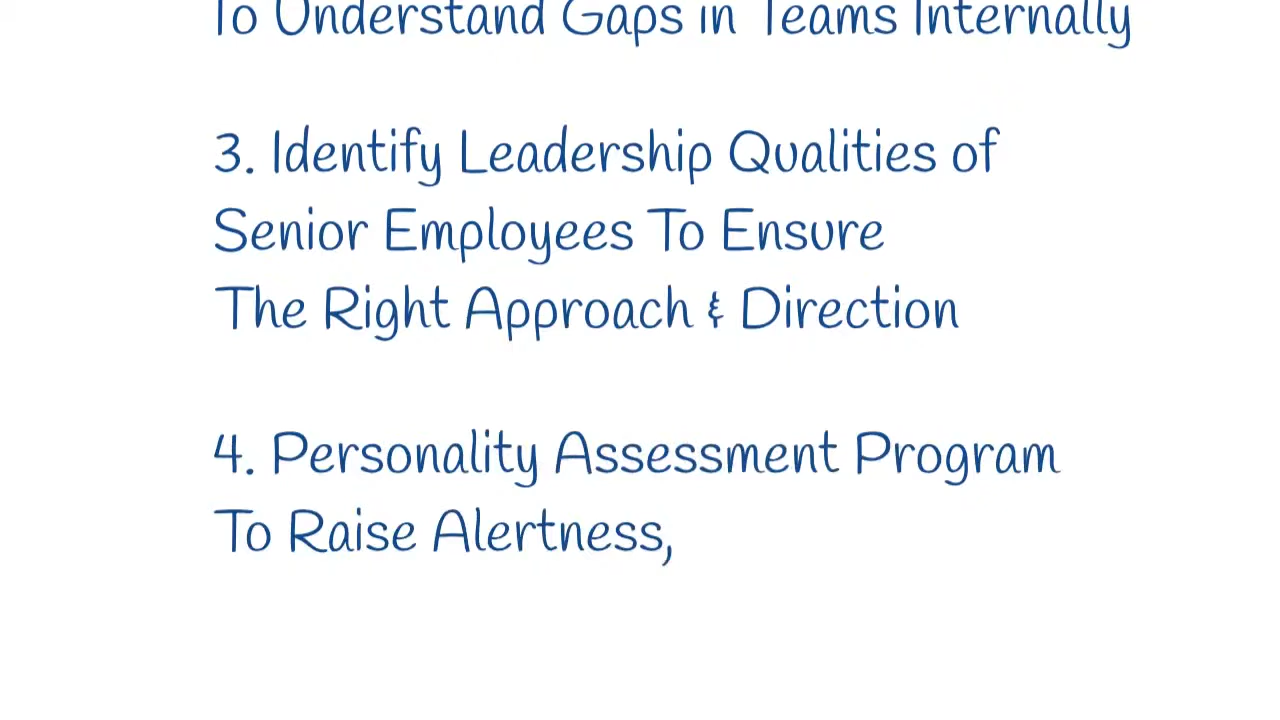 To Understand Gaps in Teams Internally
3. Identify Leadership Qualities of
Senior Employees To Ensure
The Right Approach & Direction
4. Personality Assessment Program
To Raise Alertness,